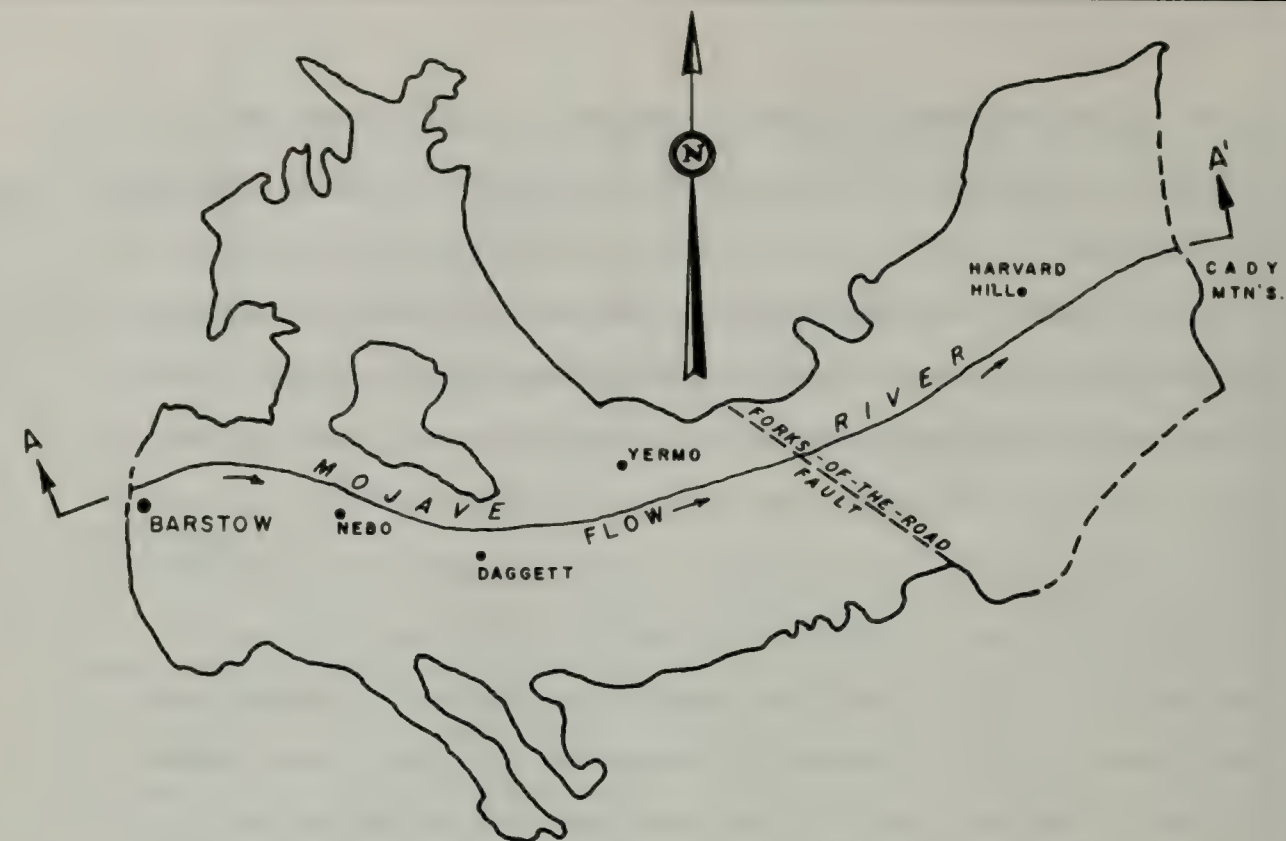 N
A'
HARVARD
HILL
CADY
MTN'S.
A
MOJAVE
RIVER
FORKS-OF-THE-ROAD
FAULT
YERMO
BARSTOW
NEBO
FLOW
DAGGETT